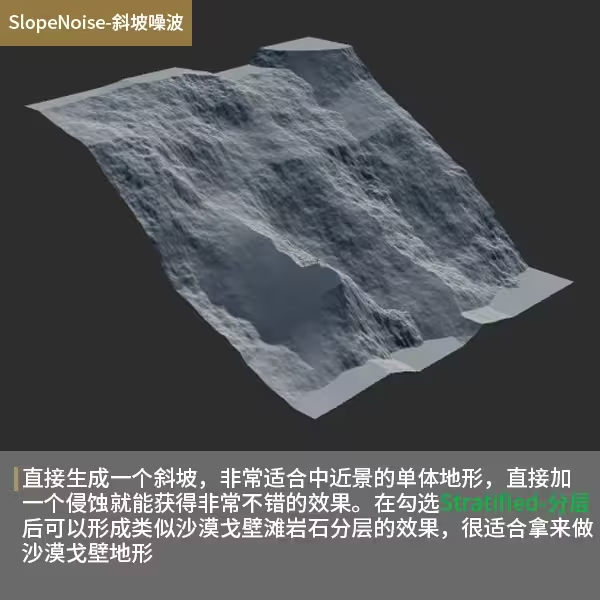 SlopeNoise-斜坡噪波
直接生成一个斜坡，非常适合中近景的单体地形，直接加
一个侵蚀就能获得非常不错的效果。在勾选Stratified-分层
后可以形成类似沙漠戈壁滩岩石分层的效果，很适合拿来做
沙漠戈壁地形